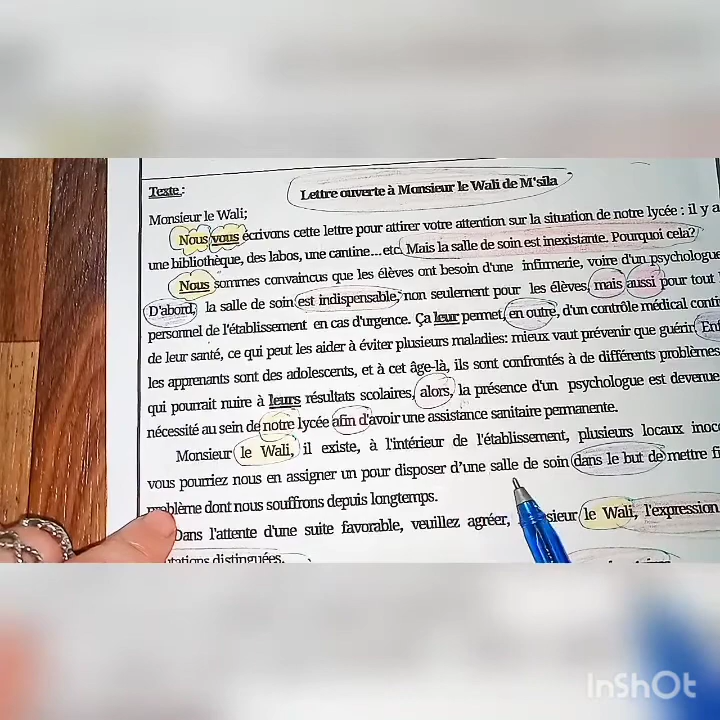 Texte :
Lettre ouverte à Monsieur le Wali de M'sila
Monsieur le Wali;
Nous vous écrivons cette lettre pour attirer votre attention sur la situation de notre lycée : il y a
une bibliothèque, des labos, une cantine...etc. Mais la salle de soin est inexistante. Pourquoi cela?
Nous sommes convaincus que les élèves ont besoin d'une infirmerie, voire d'un psychologue
D'abord, la salle de soin est indispensable, non seulement pour les élèves, mais aussi pour tout
personnel de l'établissement en cas d'urgence. Ça leur permet, en outre, d'un contrôle médical
de leur santé, ce qui peut les aider à éviter plusieurs maladies: mieux vaut prévenir que guérir.
les apprenants sont des adolescents, et à cet âge-là, ils sont confrontés à de différents problèmes
qui pourrait nuire à leurs résultats scolaires, alors, la présence d'un psychologue est devenue
nécessité au sein de notre lycée afin d'avoir une assistance sanitaire permanente.
Monsieur le Wali, il existe, à l'intérieur de l'établissement, plusieurs locaux
vous pourriez nous en assigner un pour disposer d'une salle de soin dans le but de mettre
problème dont nous souffrons depuis longtemps.
Dans l'attente d'une suite favorable, veuillez agréer, le Wali, l'expression
distinguées.
InShOt